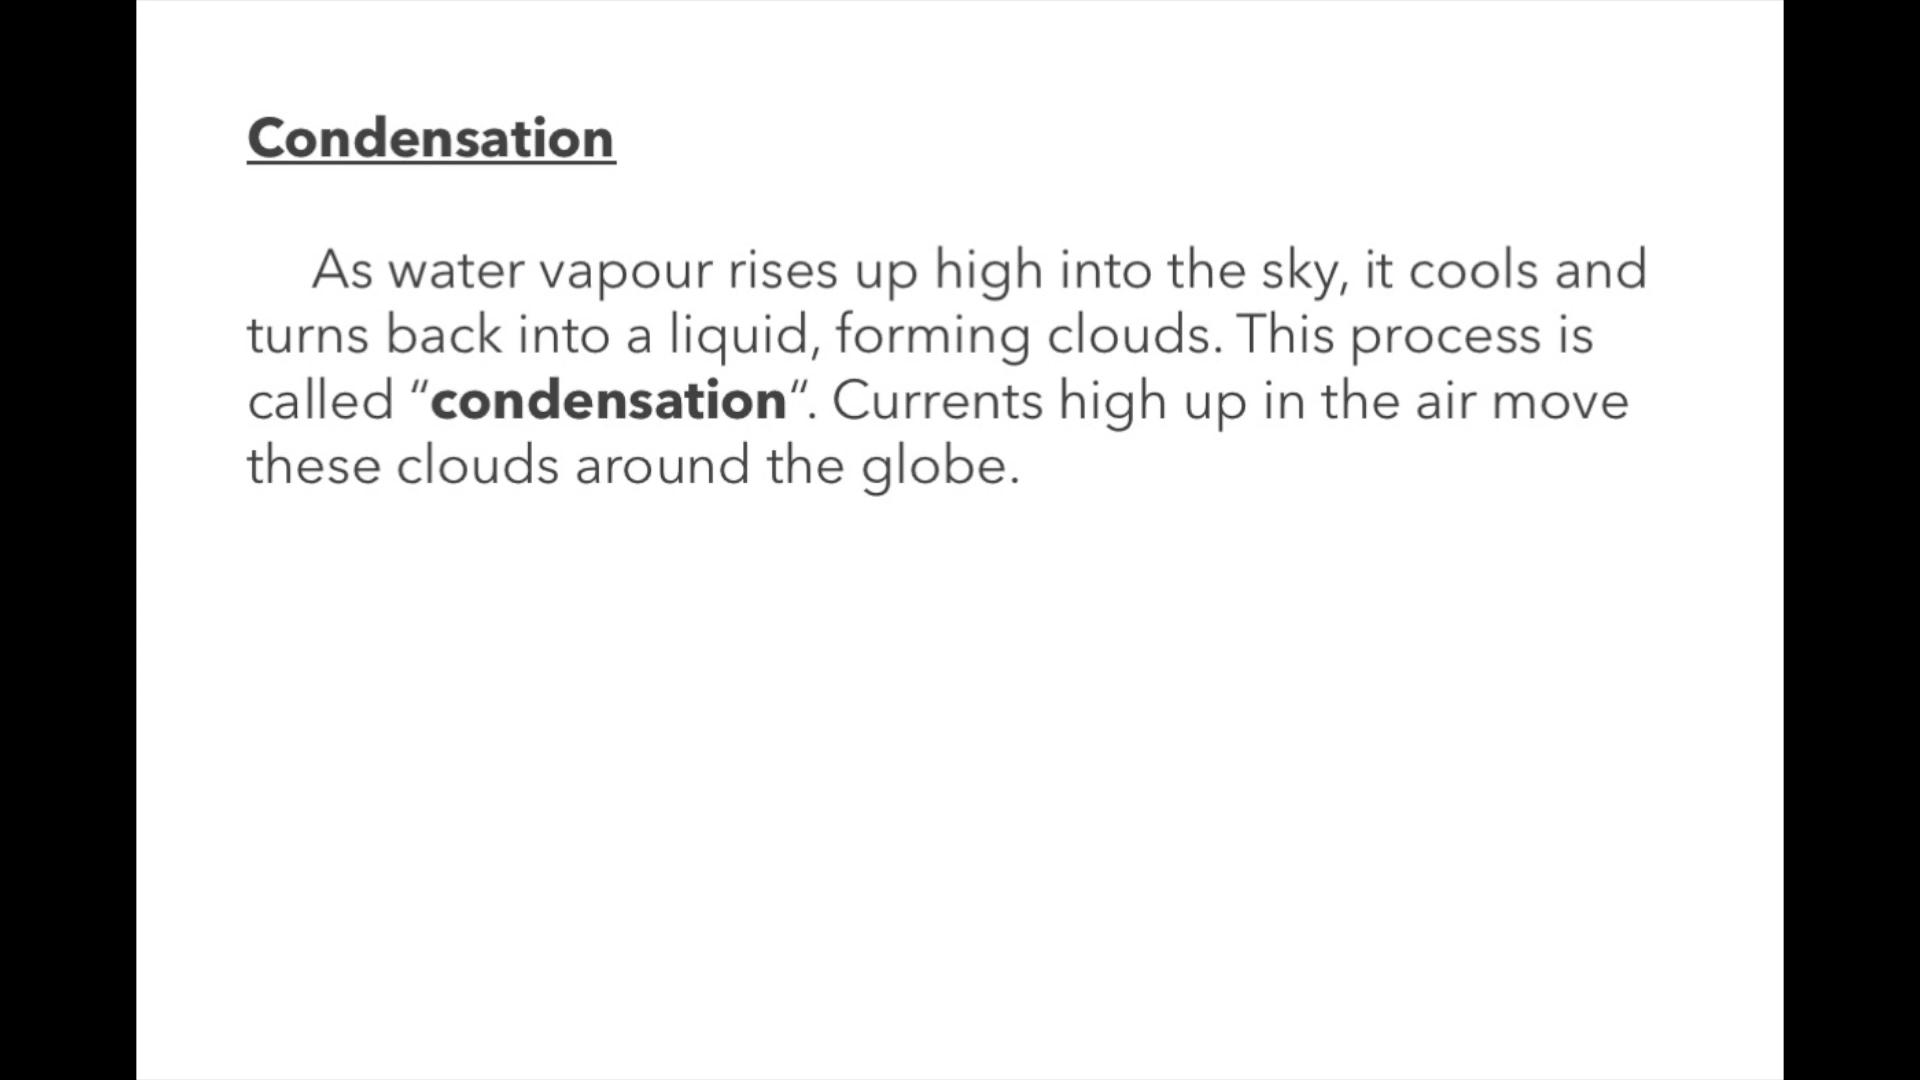 Condensation
As water vapour rises up high into the sky, it cools and
turns back into a liquid, forming clouds. This process is
called “condensation“. Currents high up in the air move
these clouds around the globe.